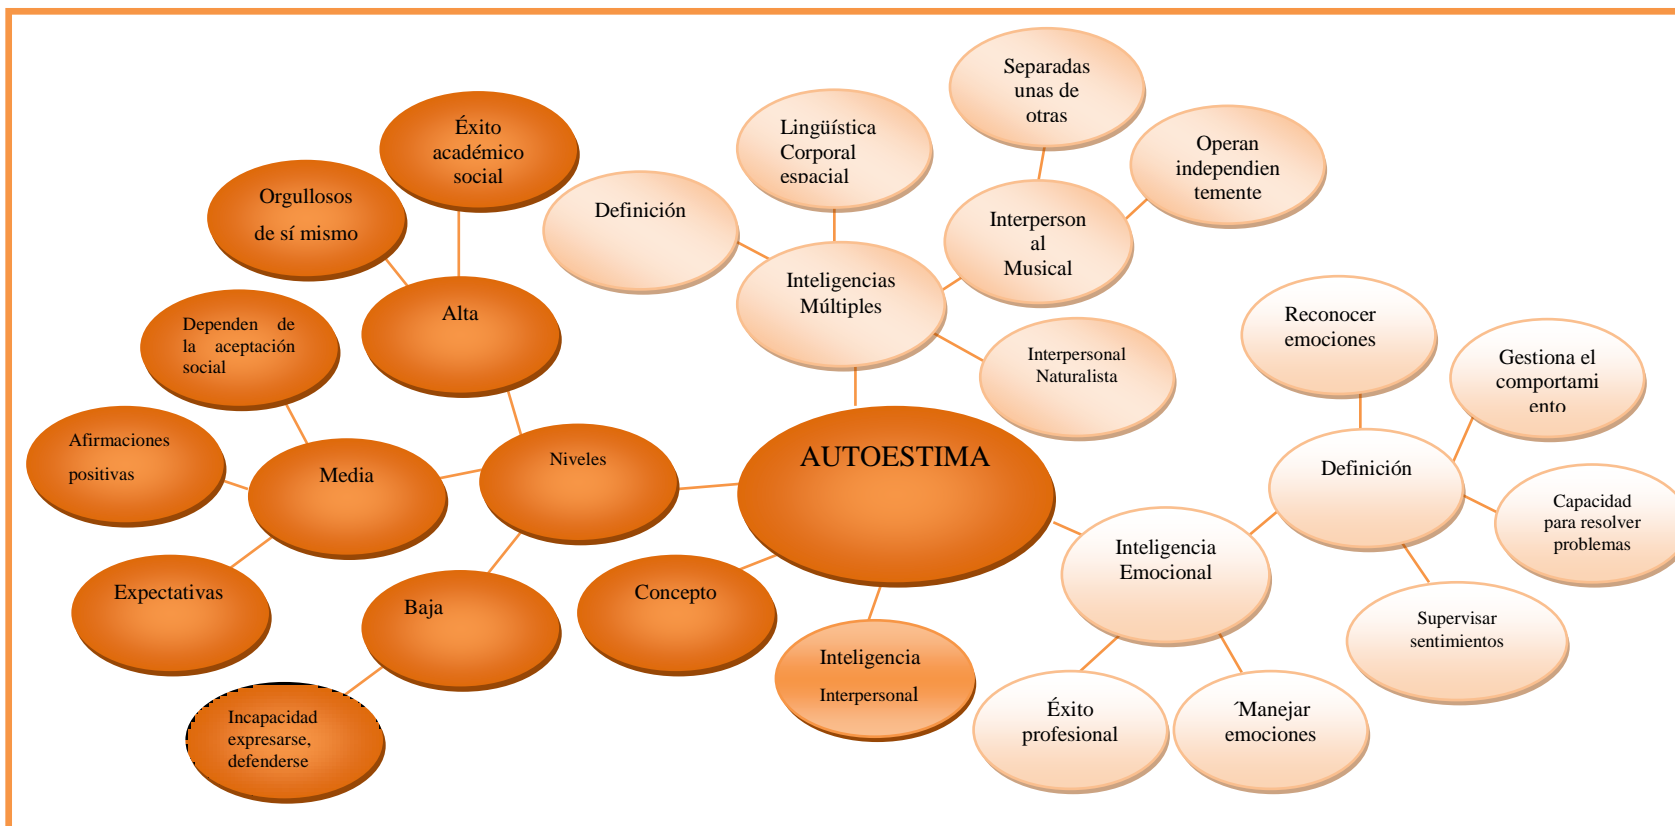 Separadas
unas de
otras
Éxito
académico
social
Lingüística
Corporal
espacial
Operan
independien
temente
Orgullosos
de sí mismo
Definición
Interperson
al
Musical
Inteligencias
Múltiples
Alta
Reconocer
emociones
Dependen de
la aceptación
social
Interpersonal
Naturalista
Gestiona el
comportami
ento
Afirmaciones
positivas
Media
Niveles
AUTOESTIMA
Definición
Capacidad
para resolver
problemas
Inteligencia
Emocional
Expectativas
Baja
Concepto
Supervisar
sentimientos
Inteligencia
Interpersonal
Incapacidad
expresarse,
defenderse
Éxito
profesional
´Manejar
emociones